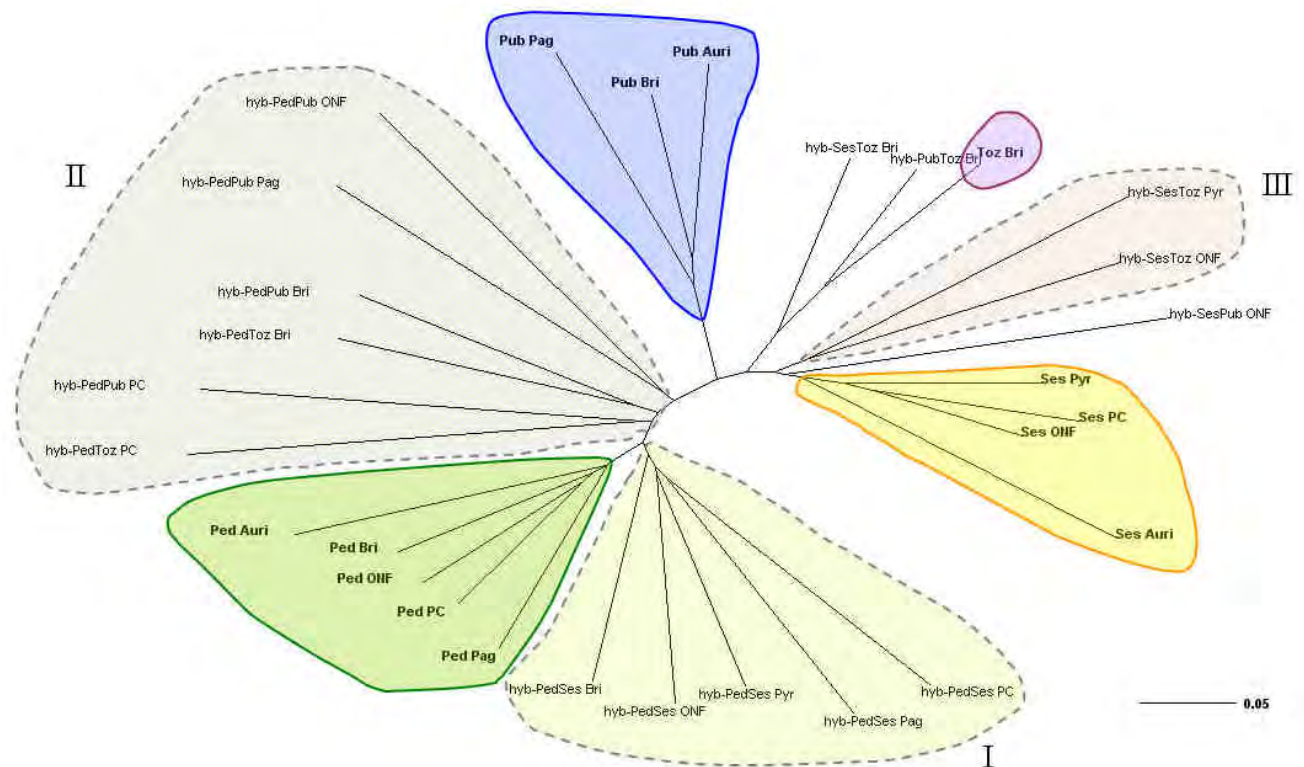 Pub Pag
Pub Auri
Pub Bri
hyb-PedPub ONF
II
hyb-PedPub Pag
hyb-SesToz Bri
hyb-PubToz Bri
Toz Bri
hyb-SesToz Pyr
III
hyb-SesToz ONF
hyb-PedPub Bri
hyb-SesPub ONF
hyb-PedToz Bri
hyb-PedPub PC
Ses Pyr
Ses PC
Ses ONF
hyb-PedToz PC
Ped Auri
Ses Auri
Ped Bri
Ped ONF
Ped PC
Ped Pag
hyb-PedSes Bri
hyb-PedSes Pyr
hyb-PedSes PC
hyb-PedSes ONF
hyb-PedSes Pag
0.05
I